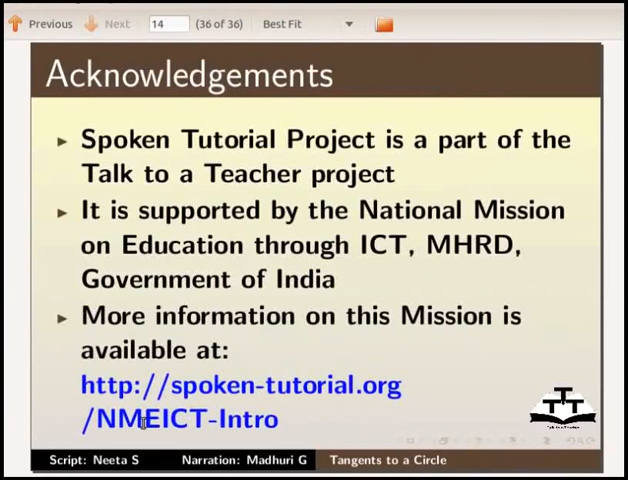 Previous Next 14 (36 of 36) Best Fit
Acknowledgements
Spoken Tutorial Project is a part of the
Talk to a Teacher project
It is supported by the National Mission
on Education through ICT, MHRD,
Government of India
More information on this Mission is
available at:
http://spoken-tutorial.org
/NMEICT-Intro
Script: Neeta S Narration: Madhuri G Tangents to a Circle